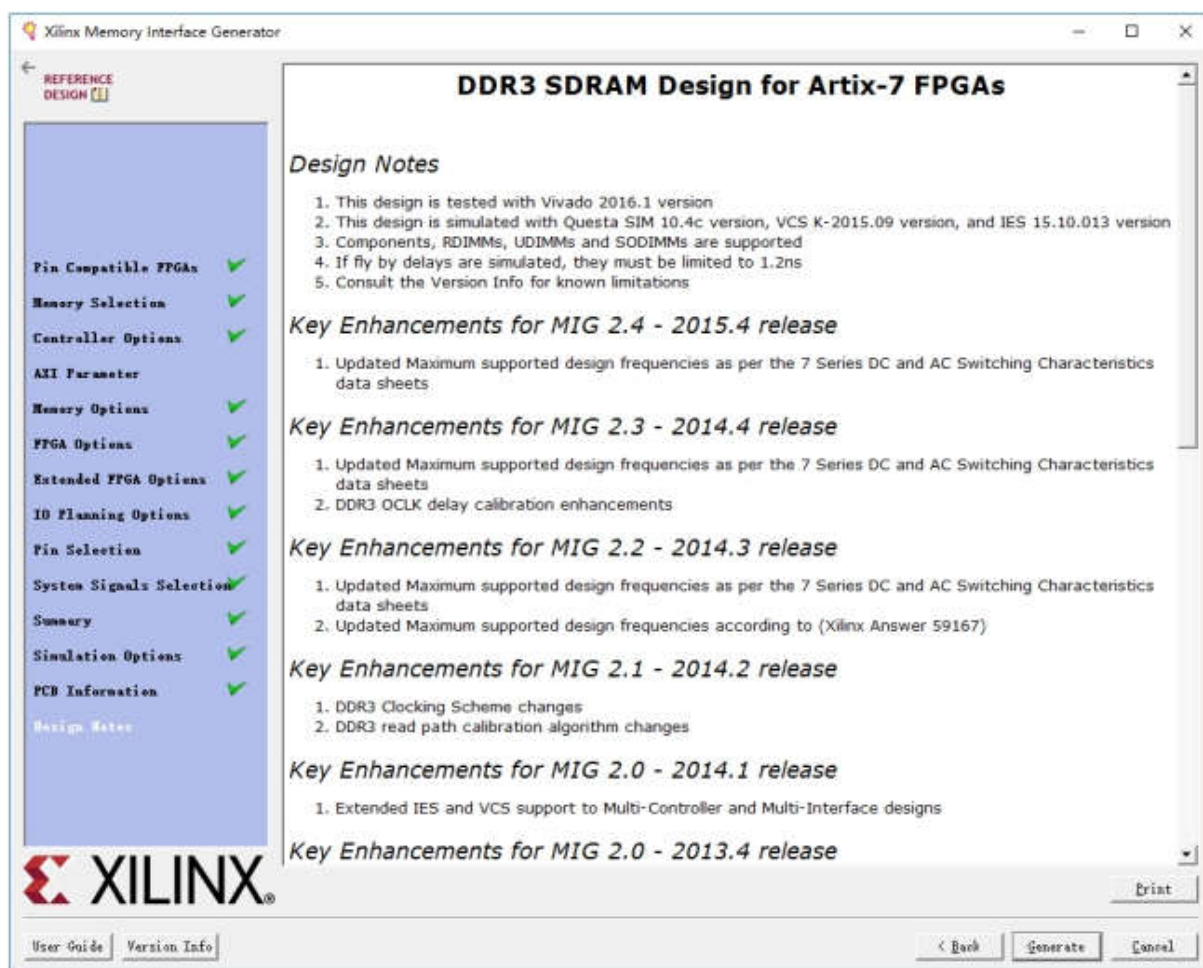 Xilinx Memory Interface Generator
REFERENCE
DESIGN
Pin Compatible FPGAs
Memory Selection
Controller Options
AXI Parameter
Memory Options
FPGA Options
Extended FPGA Options
IO Planning Options
Pin Selection
System Signals Selection
Summary
Simulation Options
PCB Information
Design Notes
XILINX®
DDR3 SDRAM Design for Artix-7 FPGAs
Design Notes
1. This design is tested with Vivado 2016.1 version
2. This design is simulated with Questa SIM 10.4c version, VCS K-2015.09 version, and IES 15.10.013 version
3. Components, RDIMMs, UDIMMs and SODIMMs are supported
4. If fly by delays are simulated, they must be limited to 1.2ns
5. Consult the Version Info for known limitations
Key Enhancements for MIG 2.4 - 2015.4 release
1. Updated Maximum supported design frequencies as per the 7 Series DC and AC Switching Characteristics
data sheets
Key Enhancements for MIG 2.3 - 2014.4 release
1. Updated Maximum supported design frequencies as per the 7 Series DC and AC Switching Characteristics
data sheets
2. DDR3 OCLK delay calibration enhancements
Key Enhancements for MIG 2.2 - 2014.3 release
1. Updated Maximum supported design frequencies as per the 7 Series DC and AC Switching Characteristics
data sheets
2. Updated Maximum supported design frequencies according to (Xilinx Answer 59167)
Key Enhancements for MIG 2.1 - 2014.2 release
1. DDR3 Clocking Scheme changes
2. DDR3 read path calibration algorithm changes
Key Enhancements for MIG 2.0 - 2014.1 release
1. Extended IES and VCS support to Multi-Controller and Multi-Interface designs
Key Enhancements for MIG 2.0 - 2013.4 release
Print
User Guide
Version Info
< Back
Generate
Cancel